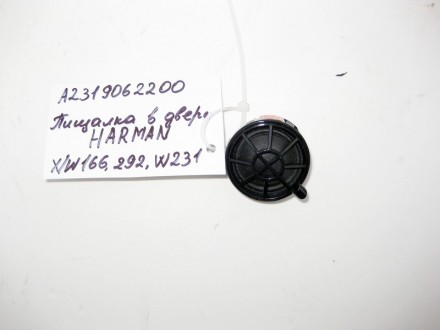 A2319062200
Пищалка в двери
HARMAN
X/W166, 292, W231